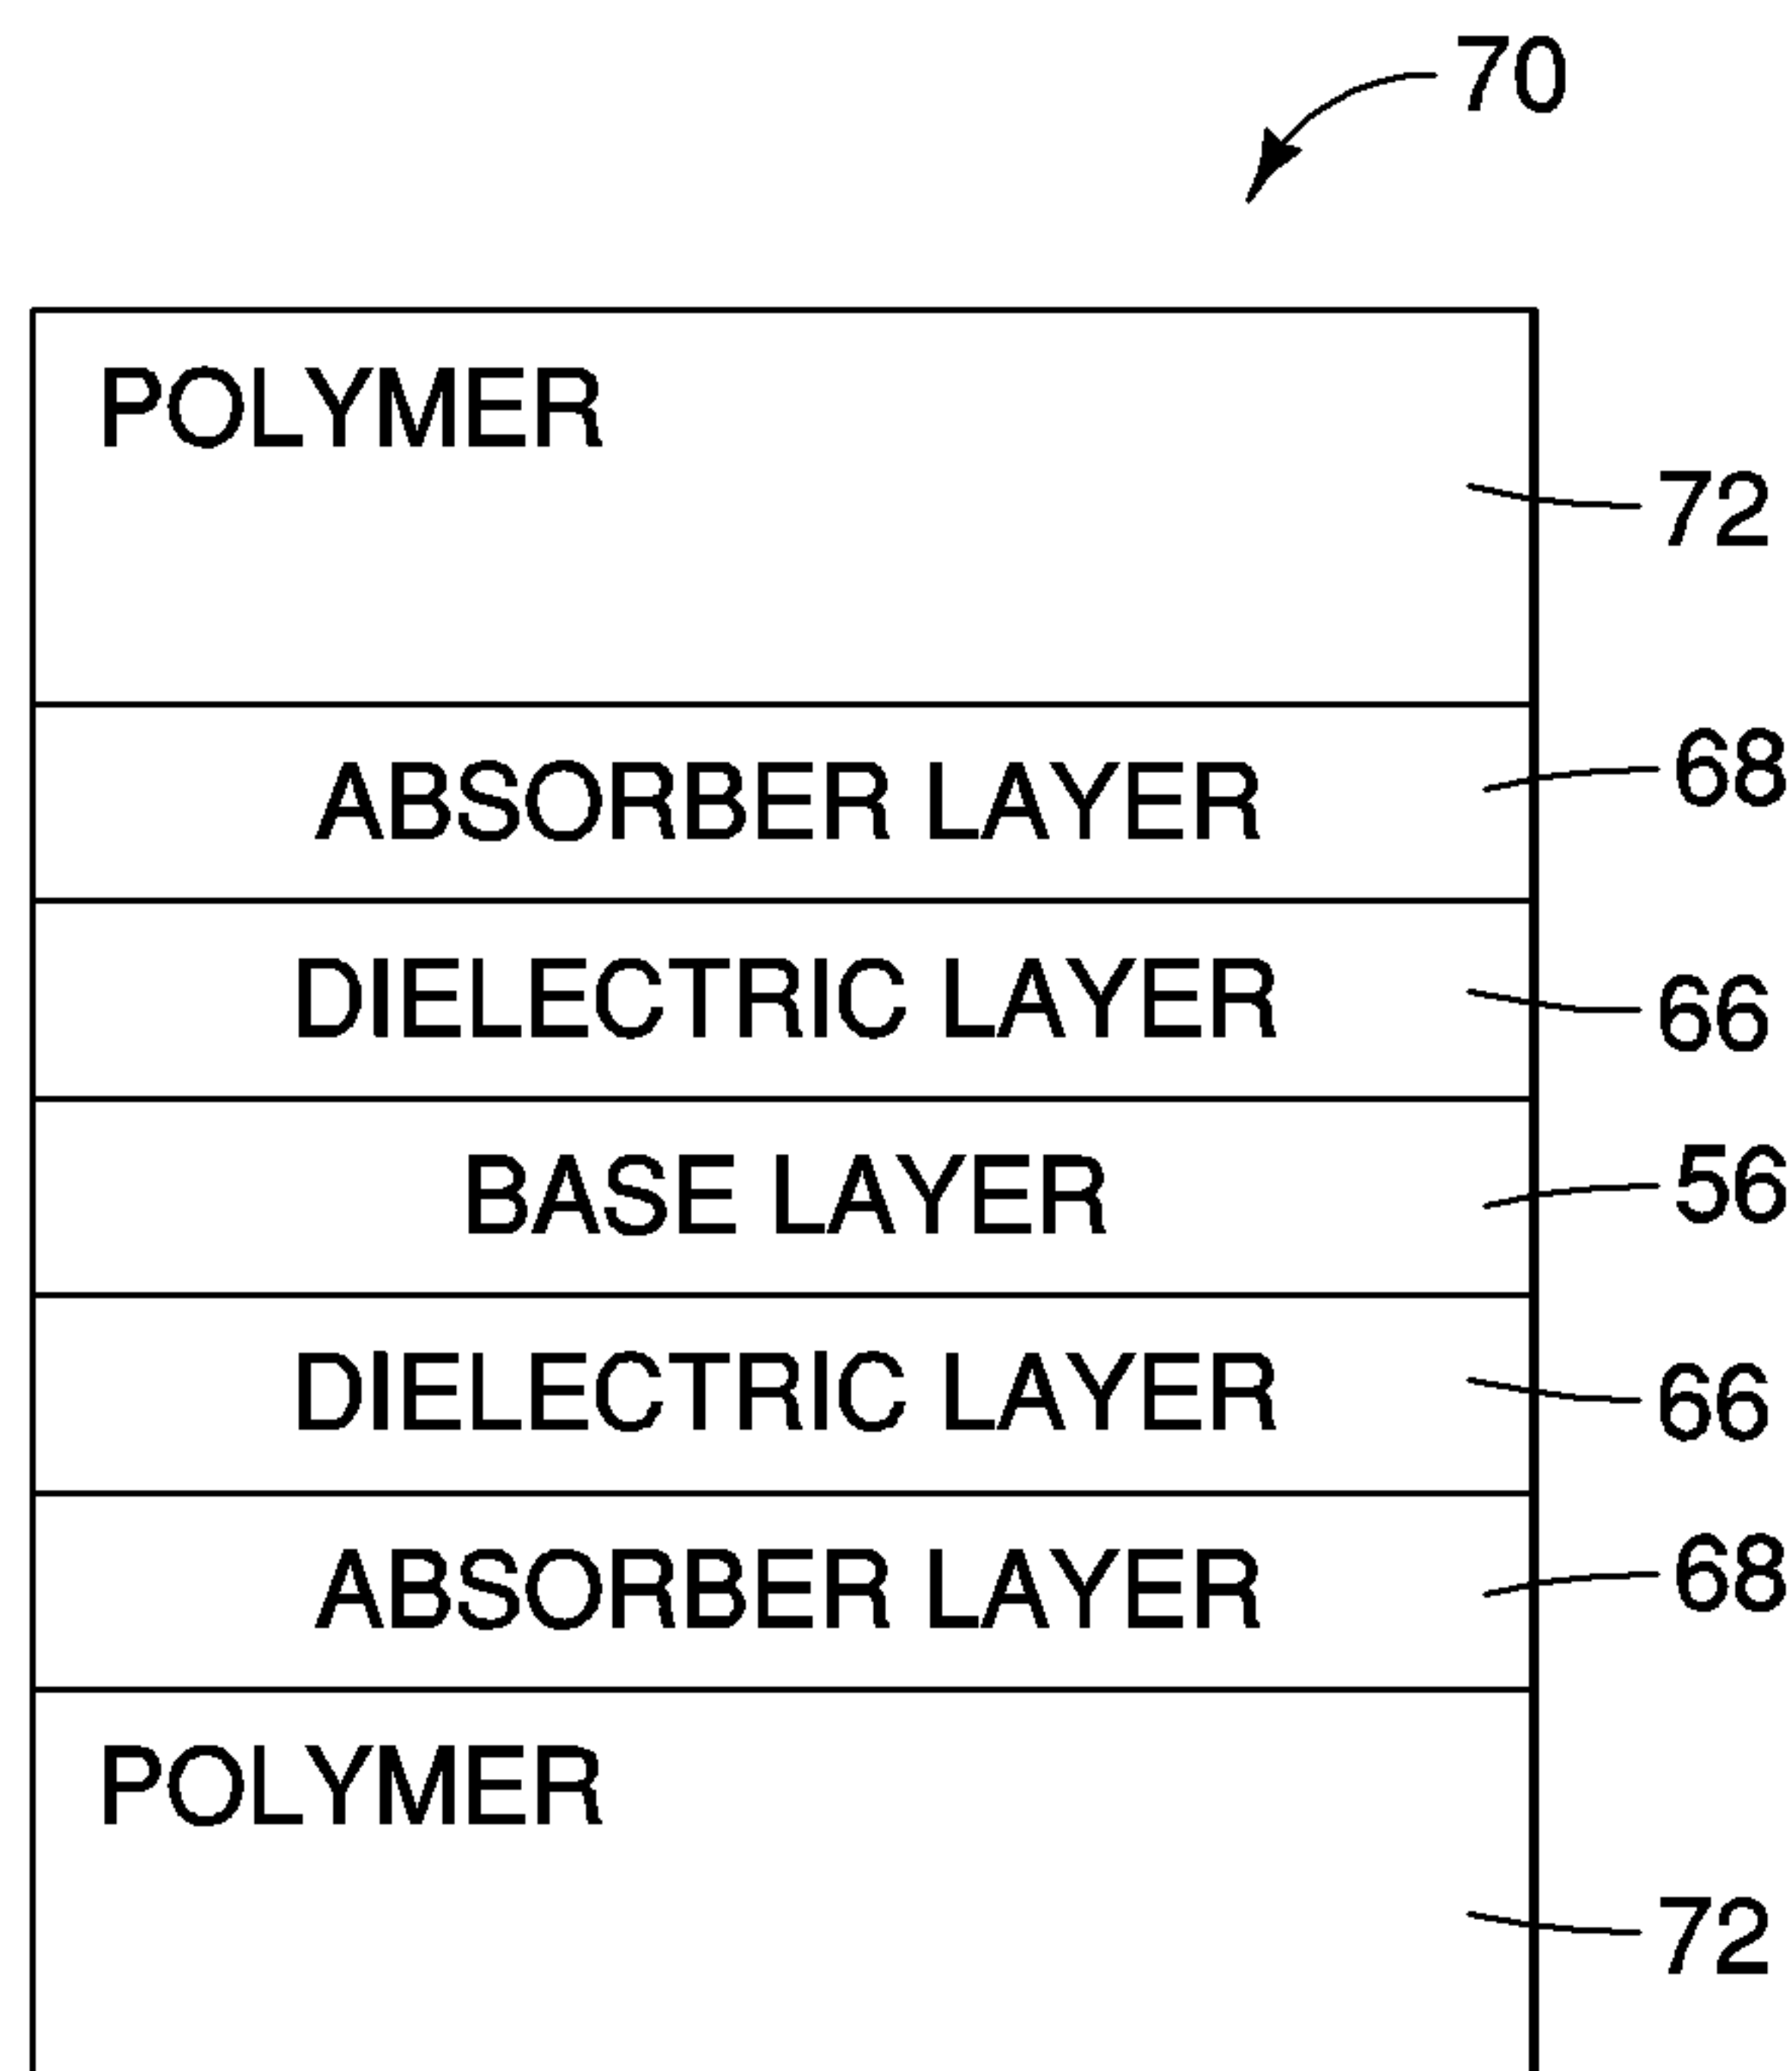 70
POLYMER
72
ABSORBER LAYER
68
DIELECTRIC LAYER
66
BASE LAYER
56
DIELECTRIC LAYER
66
ABSORBER LAYER
68
POLYMER
72